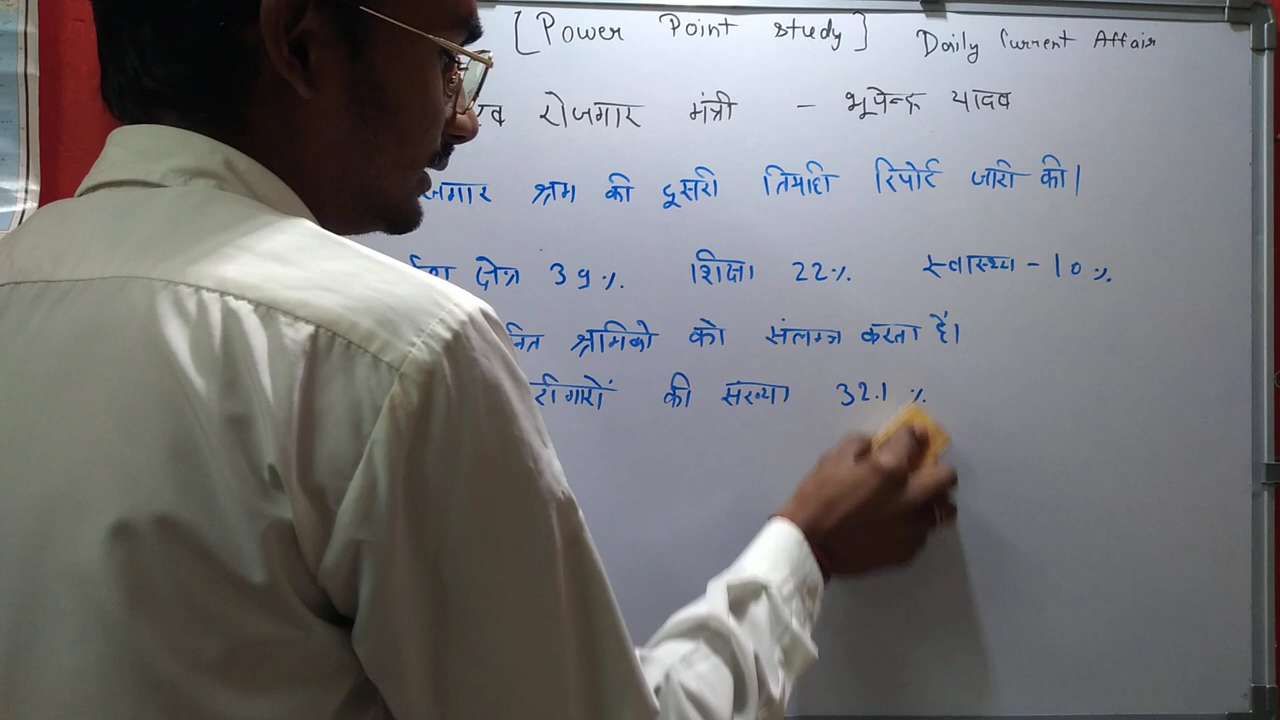 [Power Point study] Daily Current Affair
रोजगार मंत्री - भूपेन्द्र यादव
श्रम की दूसरी तिमाही रिपोर्ट जारी की।
क्षेत्र 39% शिक्षा 22% स्वास्थ्य - 10%
श्रमिको को संलग्न करता है।
की संख्या 32.1 %